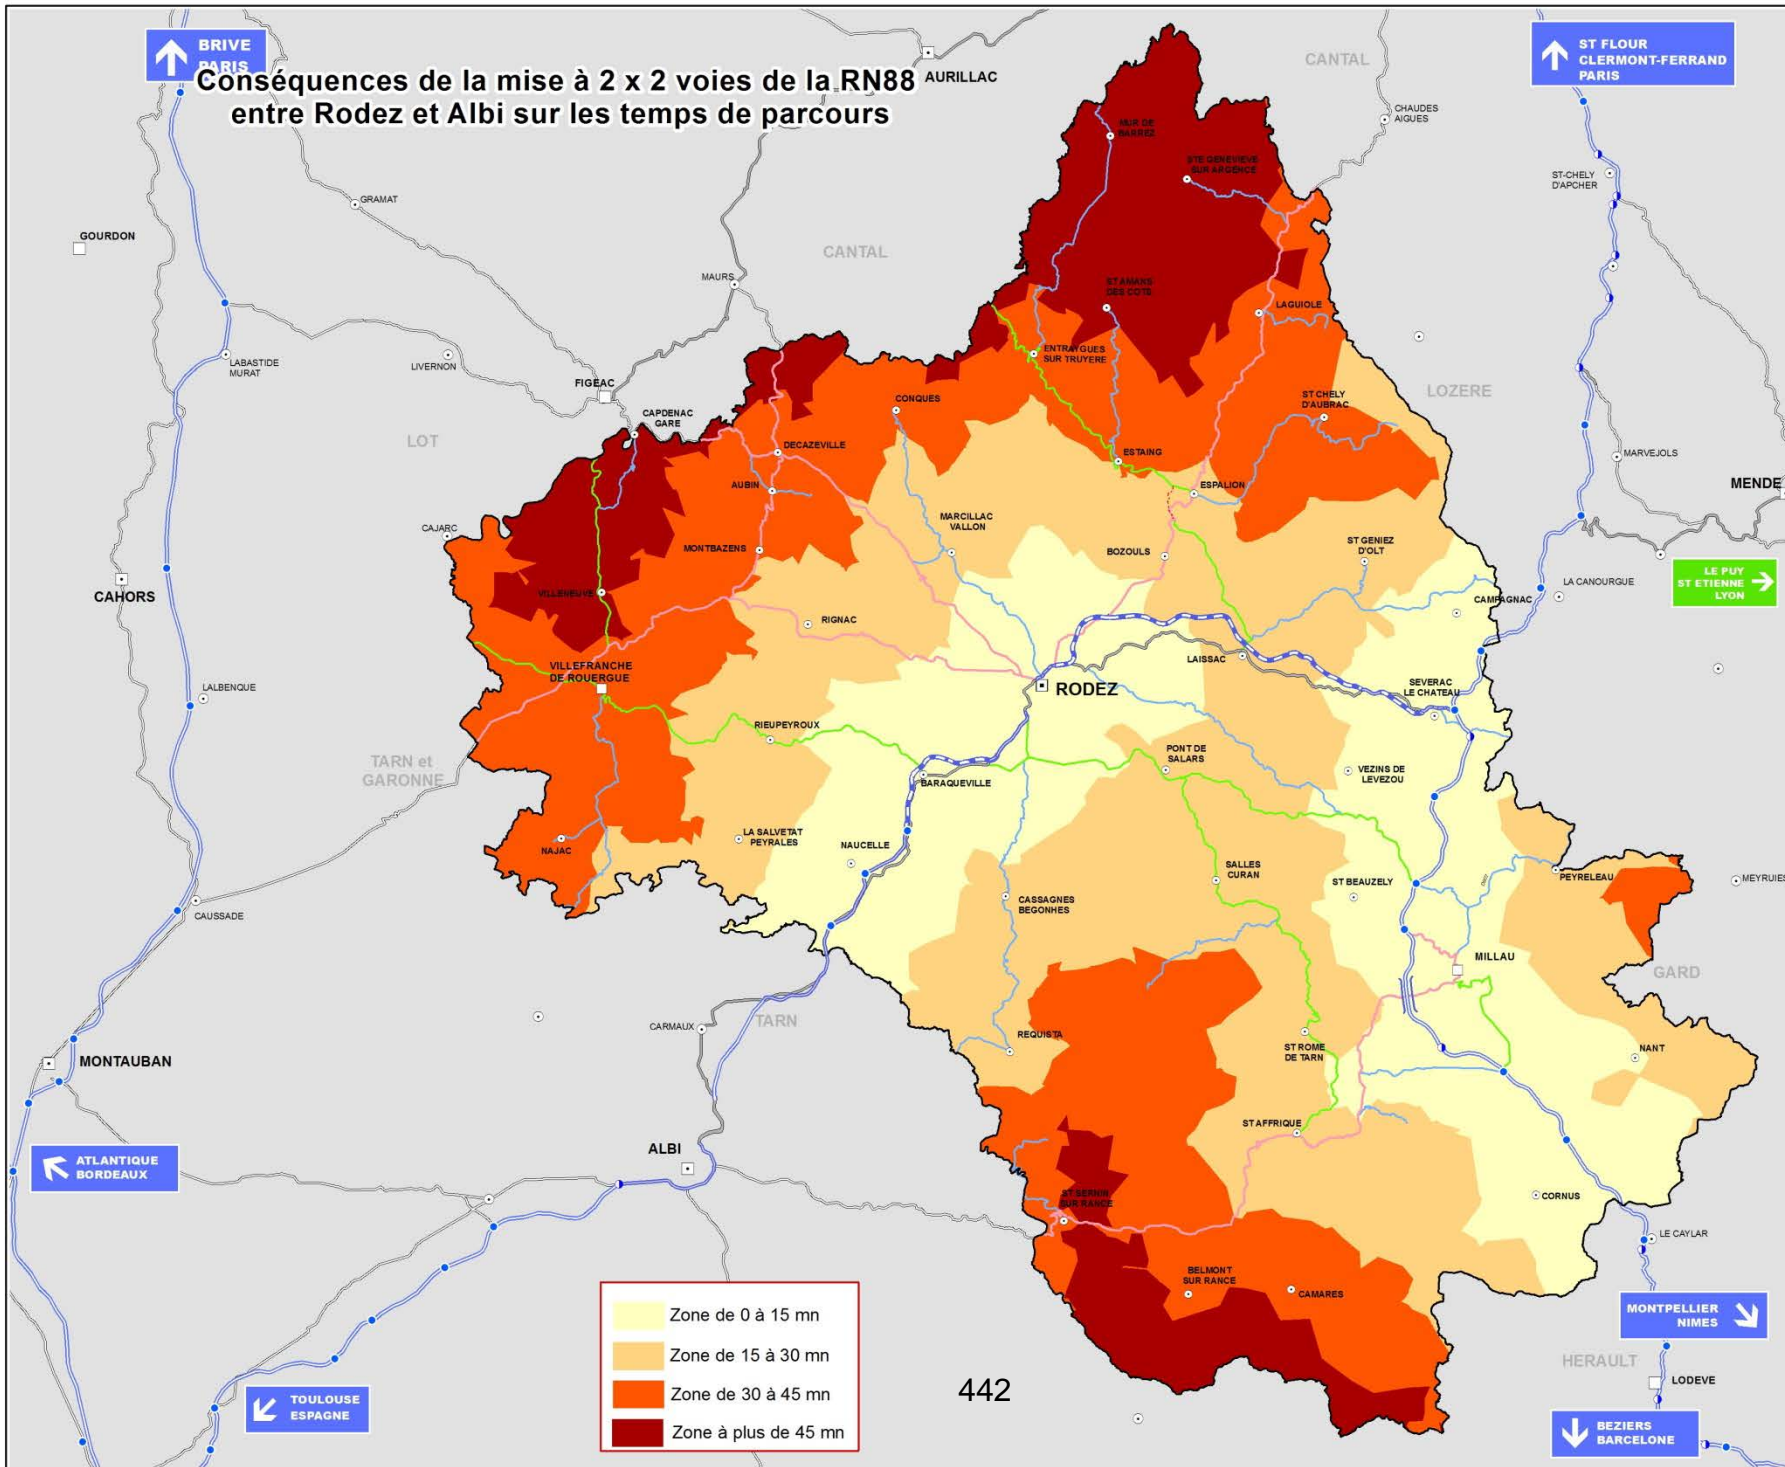 BRIVE
PARIS
Conséquences de la mise à 2 x 2 voies de la RN88
entre Rodez et Albi sur les temps de parcours
AURILLAC
CANTAL
ST FLOUR
CLERMONT-FERRAND
PARIS
CHAUDES
AIGUES
MUR DE
BARREZ
STE GENEVIEVE
SUR ARGENCE
ST-CHELY
D'APCHER
GRAMAT
GOURDON
CANTAL
MAURS
ST AMANS
DES COTS
LAGUIOLE
LABASTIDE
MURAT
LIVERNON
ENTRAYGUES
SUR TRUYERE
FIGEAC
LOZERE
CONQUES
ST CHELY
D'AUBRAC
CAPDENAC
GARE
LOT
DECAZEVILLE
ESTAING
MARVEJOLS
MENDE
AUBIN
ESPALION
CAJARC
MARCILLAC
VALLON
MONTBAZENS
BOZOULS
ST GENIEZ
D'OLT
CAHORS
VILLENEUVE
LE PUY
ST ETIENNE
LYON
LA CANOURGUE
CAMPAGNAC
RIGNAC
VILLEFRANCHE
DE ROUERGUE
LAISSAC
RODEZ
LALBENQUE
SEVERAC
LE CHATEAU
RIEUPEYROUX
TARN et
GARONNE
PONT DE
SALARS
VEZINS DE
LEVEZOU
BARAQUEVILLE
LA SALVETAT
PEYRALES
NAJAC
NAUCELLE
SALLES
CURAN
ST BEAUZELY
PEYRELEAU
MEYRUIES
CAUSSADE
CASSAGNES
BEGONHES
MILLAU
GARD
TARN
CARMAUX
REQUISTA
ST ROME
DE TARN
NANT
MONTAUBAN
ST AFFRIQUE
ALBI
ATLANTIQUE
BORDEAUX
ST SERNIN
SUR RANCE
CORNUS
LE CAYLAR
BELMONT
SUR RANCE
CAMARES
MONTPELLIER
NIMES
Zone de 0 à 15 mn
Zone de 15 à 30 mn
Zone de 30 à 45 mn
Zone à plus de 45 mn
HERAULT
LODEVE
442
TOULOUSE
ESPAGNE
BEZIERS
BARCELONE